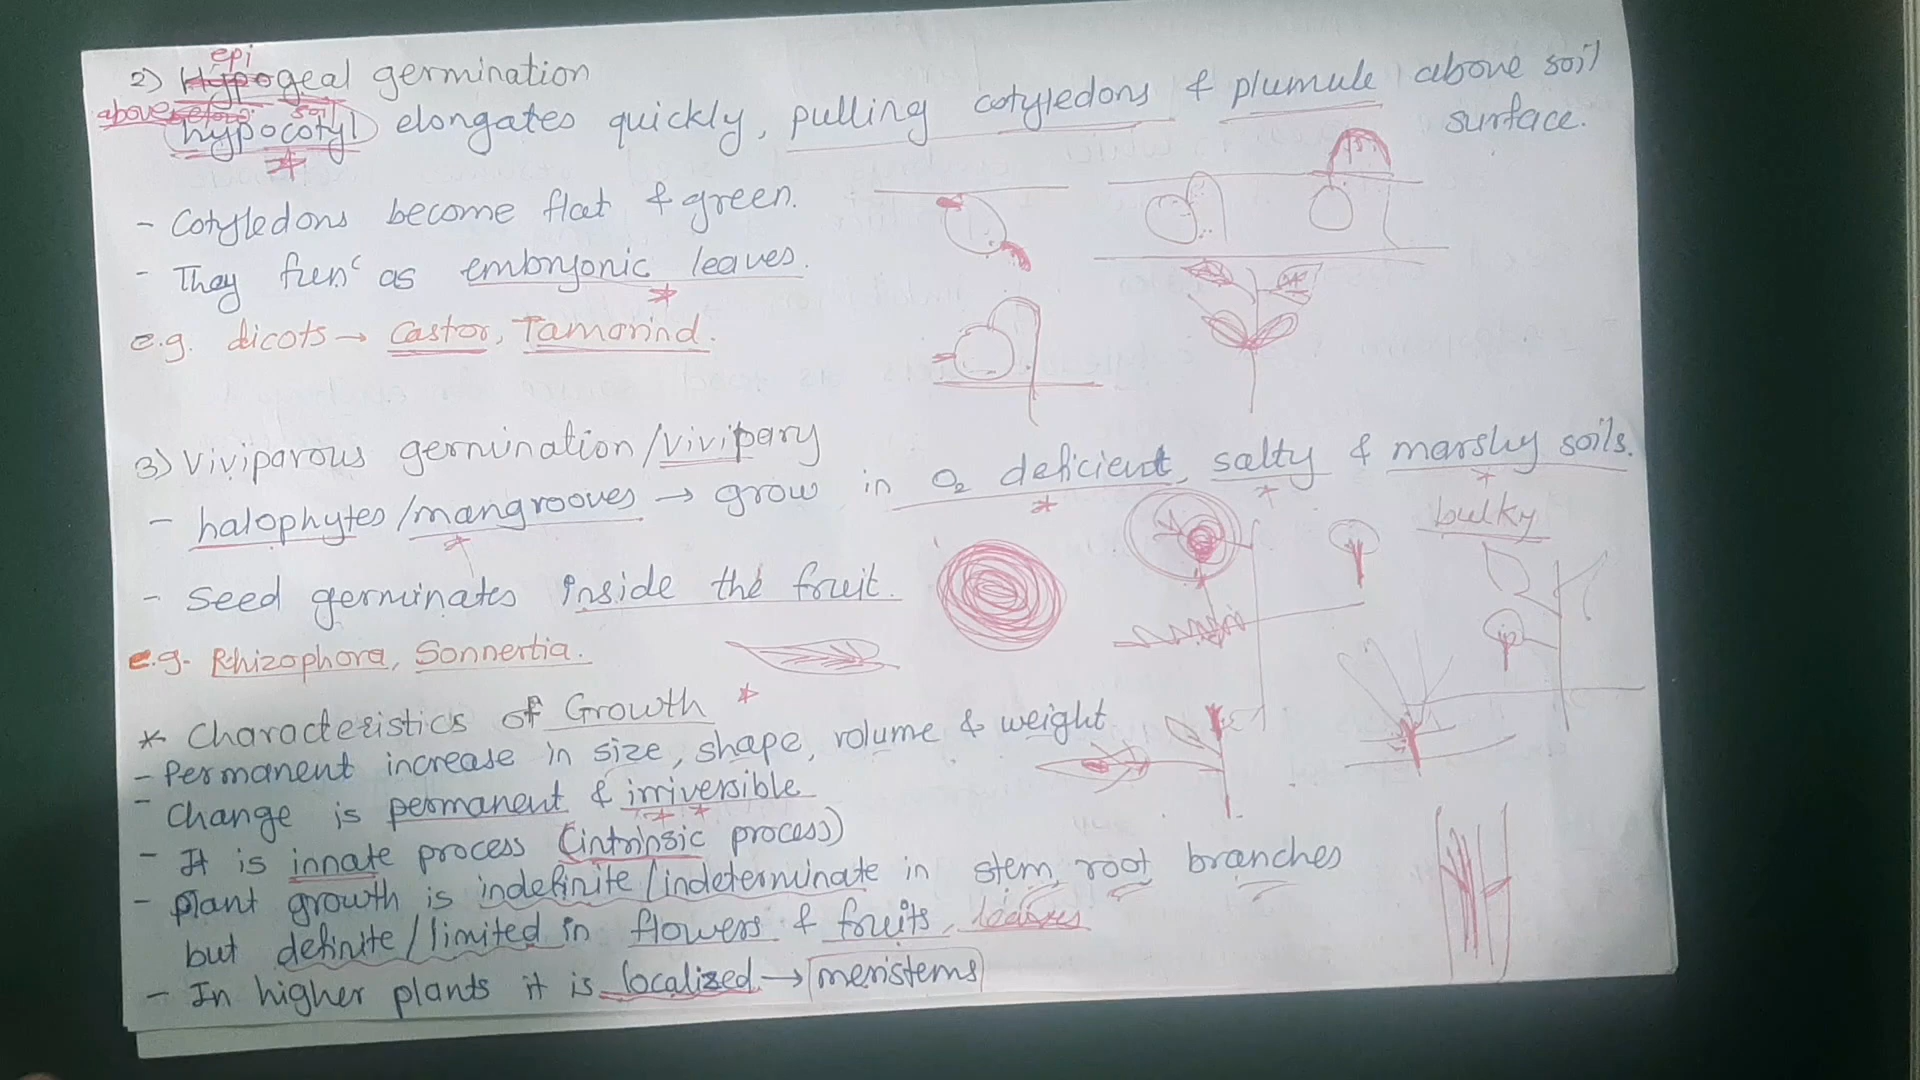 epi
2) Hypogeal germination
above soil
hypocotyl elongates quickly, pulling cotyledons & plumule above soil surface.
- Cotyledons become flat & green.
- They func as embryonic leaves.
e.g. dicots → Castor, Tamarind.
3) Viviparous germination/vivipary
- halophytes/mangrooves → grow in O2 deficient, salty & marshy soils.
bulky
- Seed germinates inside the fruit.
e.g. Rhizophora, Sonnertia.
* Characteristics of Growth
- Permanent increase in size, shape, volume & weight
- Change is permanent & irriversible
- It is innate process (intrinsic process)
- Plant growth is indefinite/indeterminate in stem, root branches
but definite/limited in flowers & fruits, leaves
- In higher plants it is localized → meristems